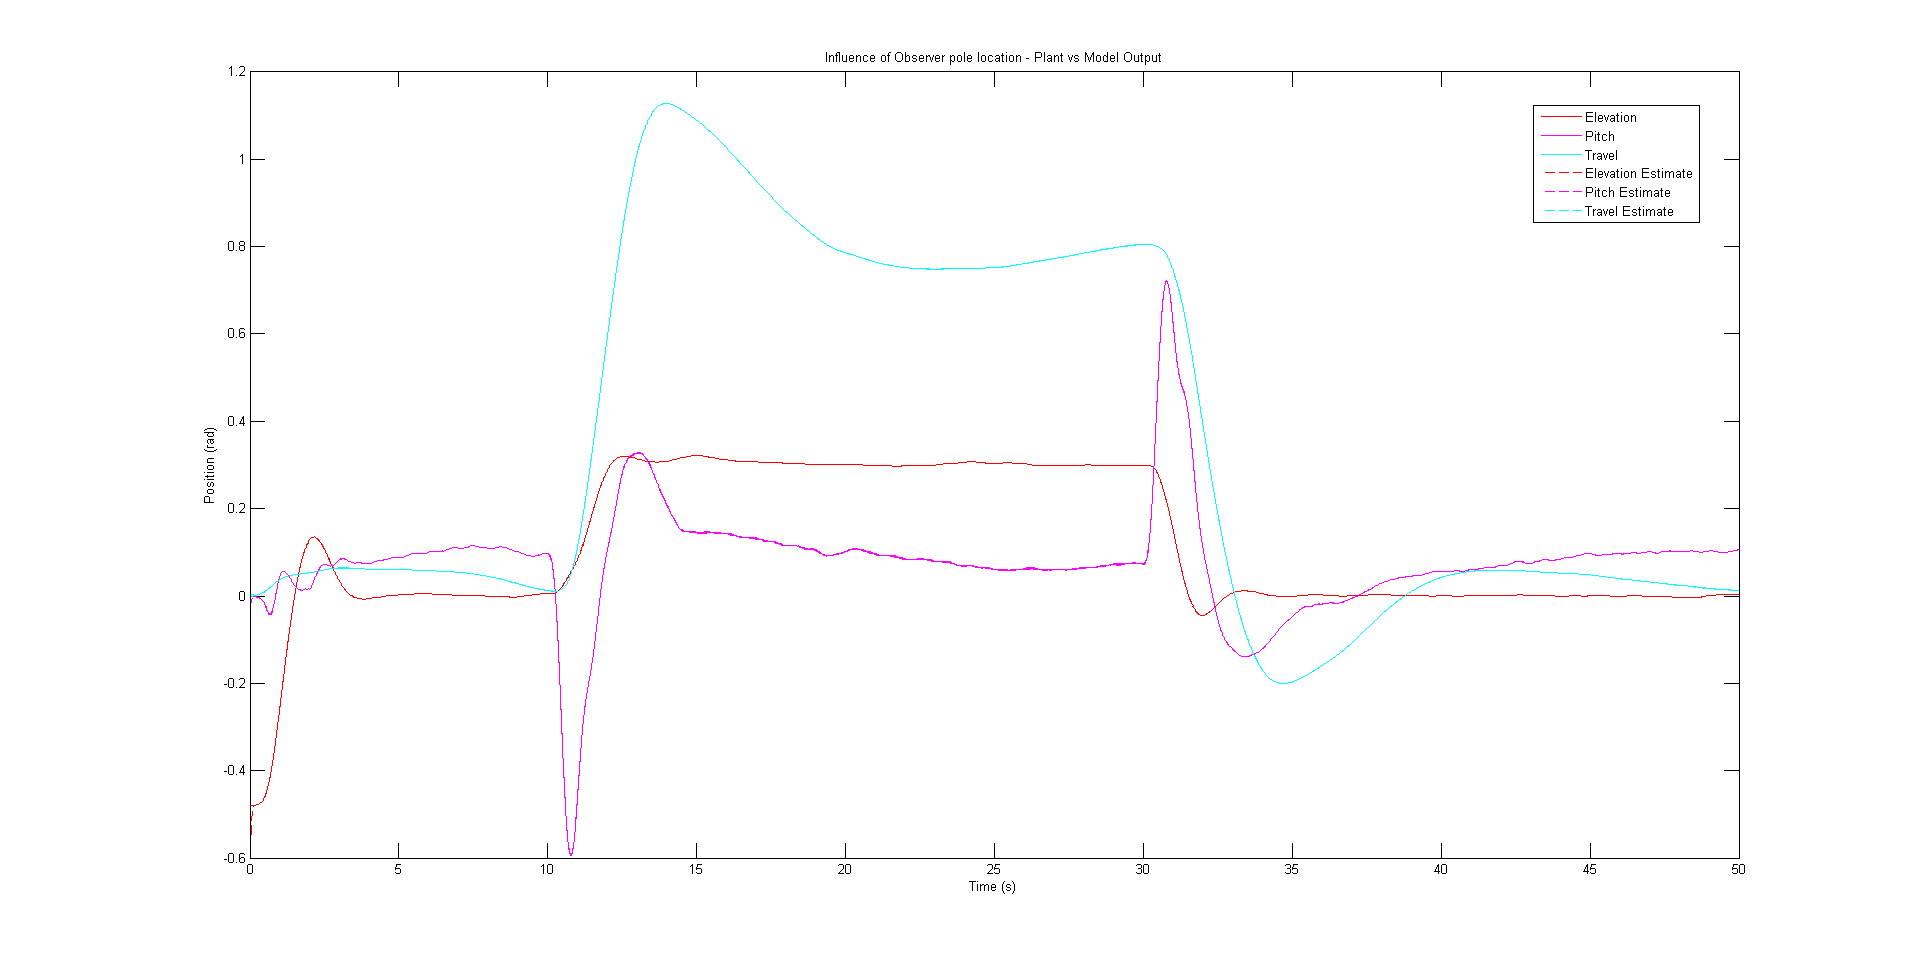 Influence of Observer pole location - Plant vs Model Output
1.2
1
0.8
0.6
0.4
0.2
0
-0.2
-0.4
-0.6
Position (rad)
Elevation
Pitch
Travel
Elevation Estimate
Pitch Estimate
Travel Estimate
0 5 10 15 20 25 30 35 40 45 50
Time (s)